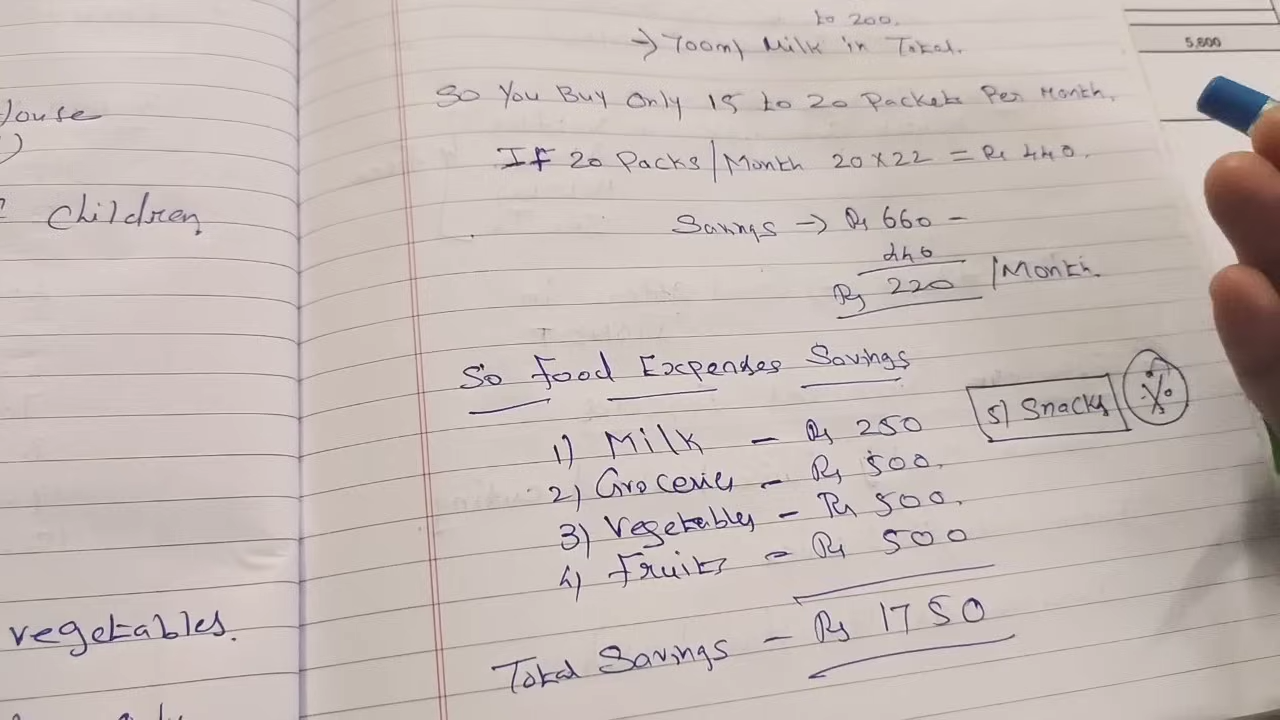 House
children
vegetables.
to 200.
→ 700ml Milk in Total.
So You Buy Only 15 to 20 Packets Per Month.
If 20 Packs/Month 20 x 22 = Rs 440.
Savings → Rs 660 -
440
Rs 220 /Month.
So Food Expenses Savings
1) Milk - Rs 250
2) Groceries - Rs 500.
3) Vegetables - Rs 500.
4) Fruits - Rs 500
5) Snacks %
Total Savings - Rs 1750
5,800